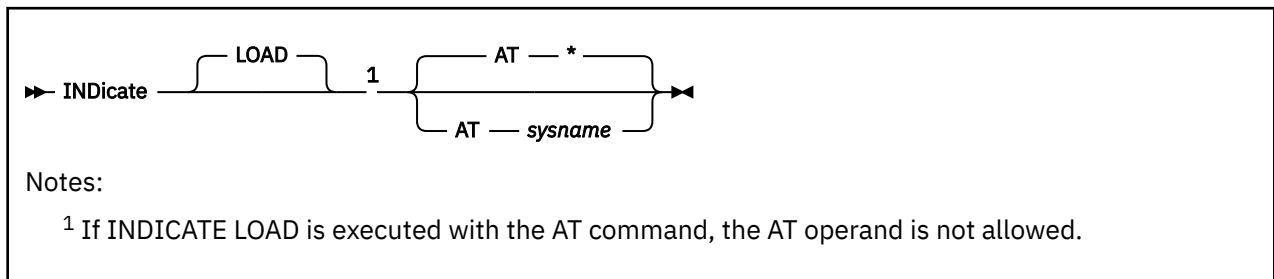 LOAD AT — *
INDicate 1
AT — sysname
Notes:
1 If INDICATE LOAD is executed with the AT command, the AT operand is not allowed.